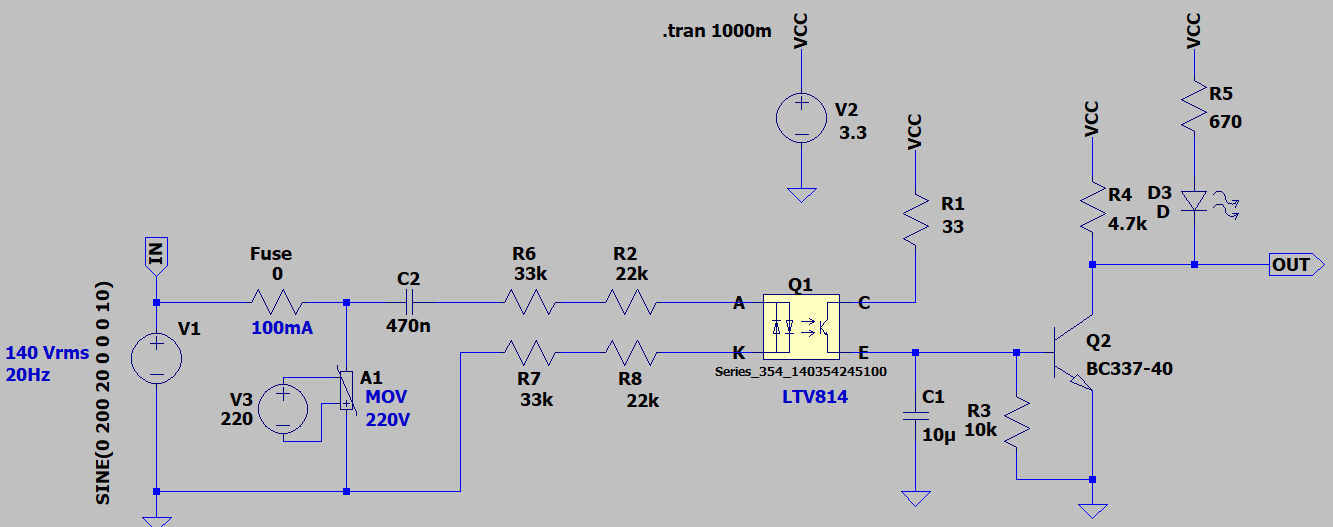 .tran 1000m
VCC
V2
3.3
VCC
R5
670
VCC
R1
33
VCC
R4
4.7k
D3
D
OUT
IN
Fuse
0
100mA
C2
470n
R6
33k
R2
22k
Q1
A
C
K
E
Series_354_140354245100
LTV814
R7
33k
R8
22k
V1
140 Vrms
20Hz
SINE(0 200 20 0 0 0 10)
V3
220
A1
MOV
220V
C1
10µ
R3
10k
Q2
BC337-40